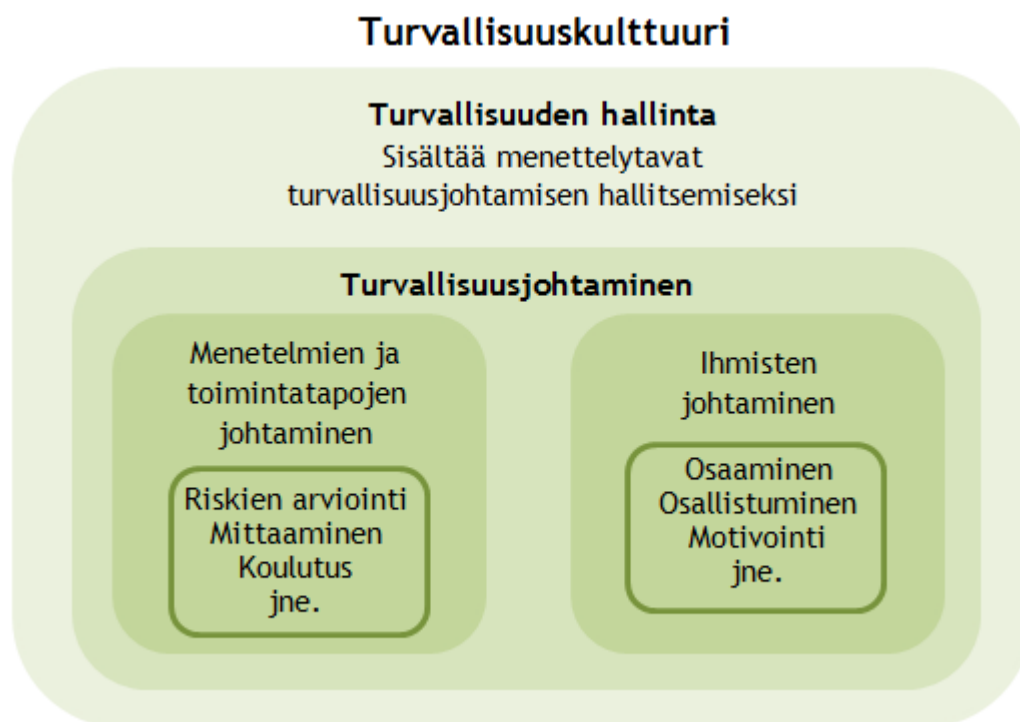 Turvallisuuskulttuuri
Turvallisuuden hallinta
Sisältää menettelytavat
turvallisuusjohtamisen hallitsemiseksi
Turvallisuusjohtaminen
Menetelmien ja
toimintatapojen
johtaminen
Riskien arviointi
Mittaaminen
Koulutus
jne.
Ihmisten
johtaminen
Osaaminen
Osallistuminen
Motivointi
jne.